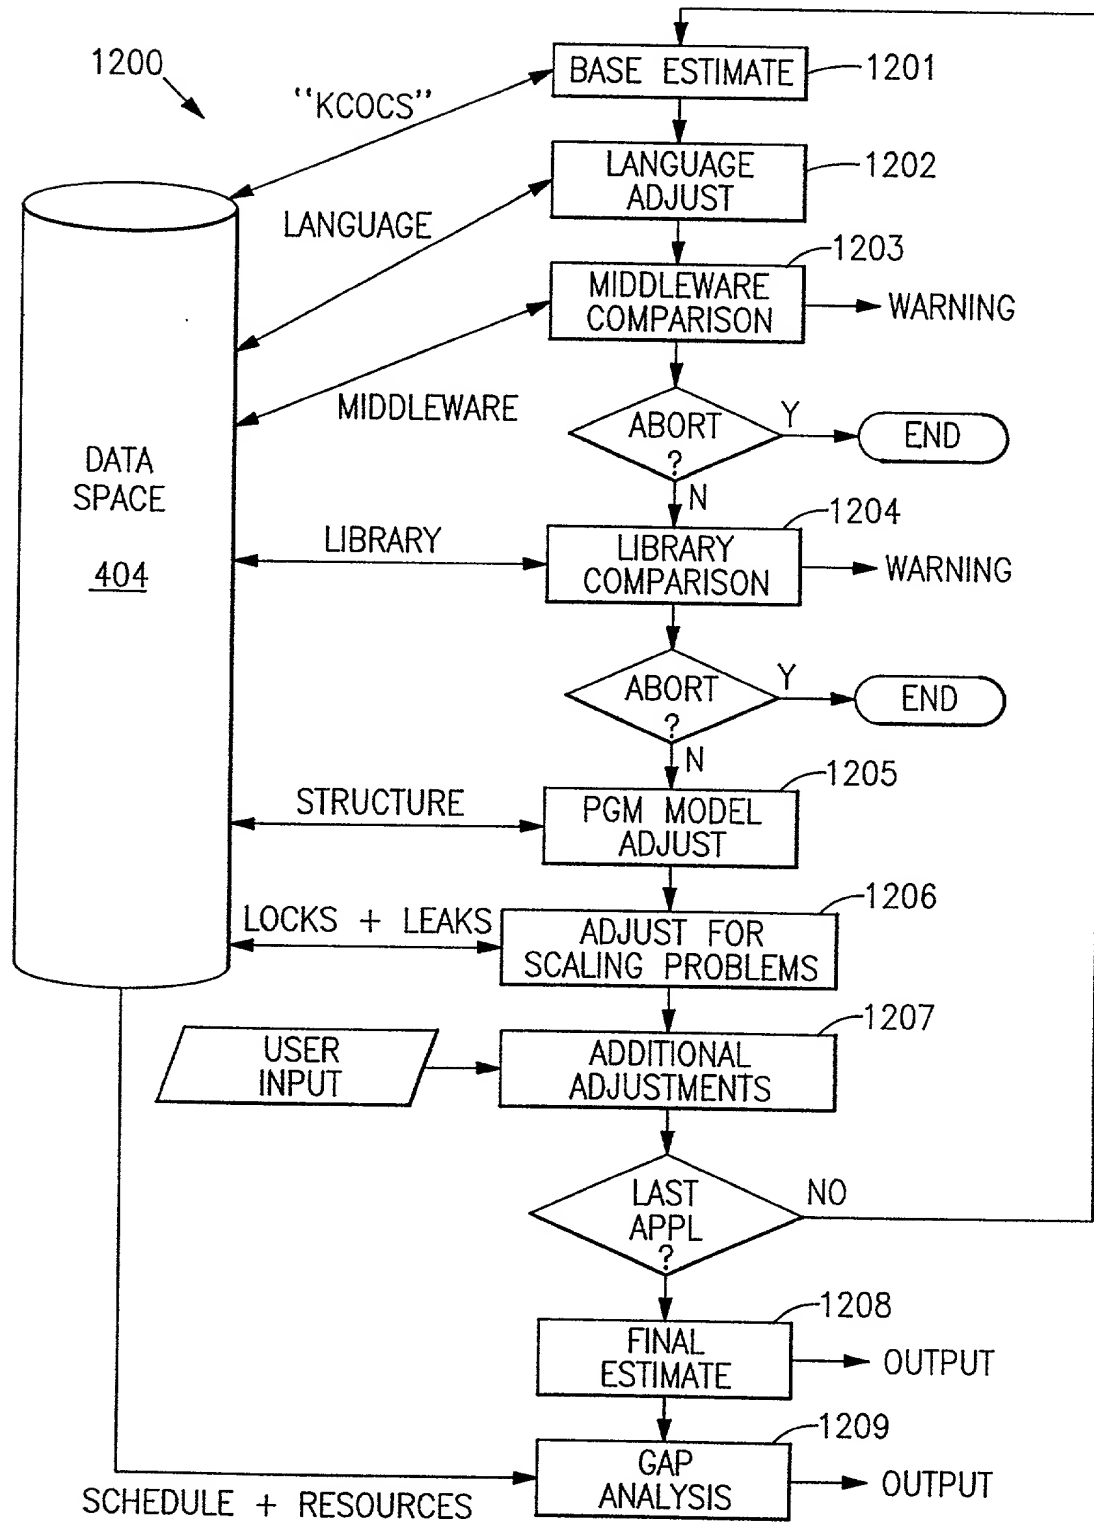 1200
BASE ESTIMATE
1201
"KCOCS"
LANGUAGE
ADJUST
1202
LANGUAGE
1203
MIDDLEWARE
COMPARISON
WARNING
MIDDLEWARE
ABORT
?
Y
END
N
DATA
SPACE
404
1204
LIBRARY
LIBRARY
COMPARISON
WARNING
ABORT
?
Y
END
N
1205
STRUCTURE
PGM MODEL
ADJUST
1206
LOCKS + LEAKS
ADJUST FOR
SCALING PROBLEMS
1207
USER
INPUT
ADDITIONAL
ADJUSTMENTS
LAST
APPL
?
NO
1208
FINAL
ESTIMATE
OUTPUT
1209
GAP
ANALYSIS
OUTPUT
SCHEDULE + RESOURCES